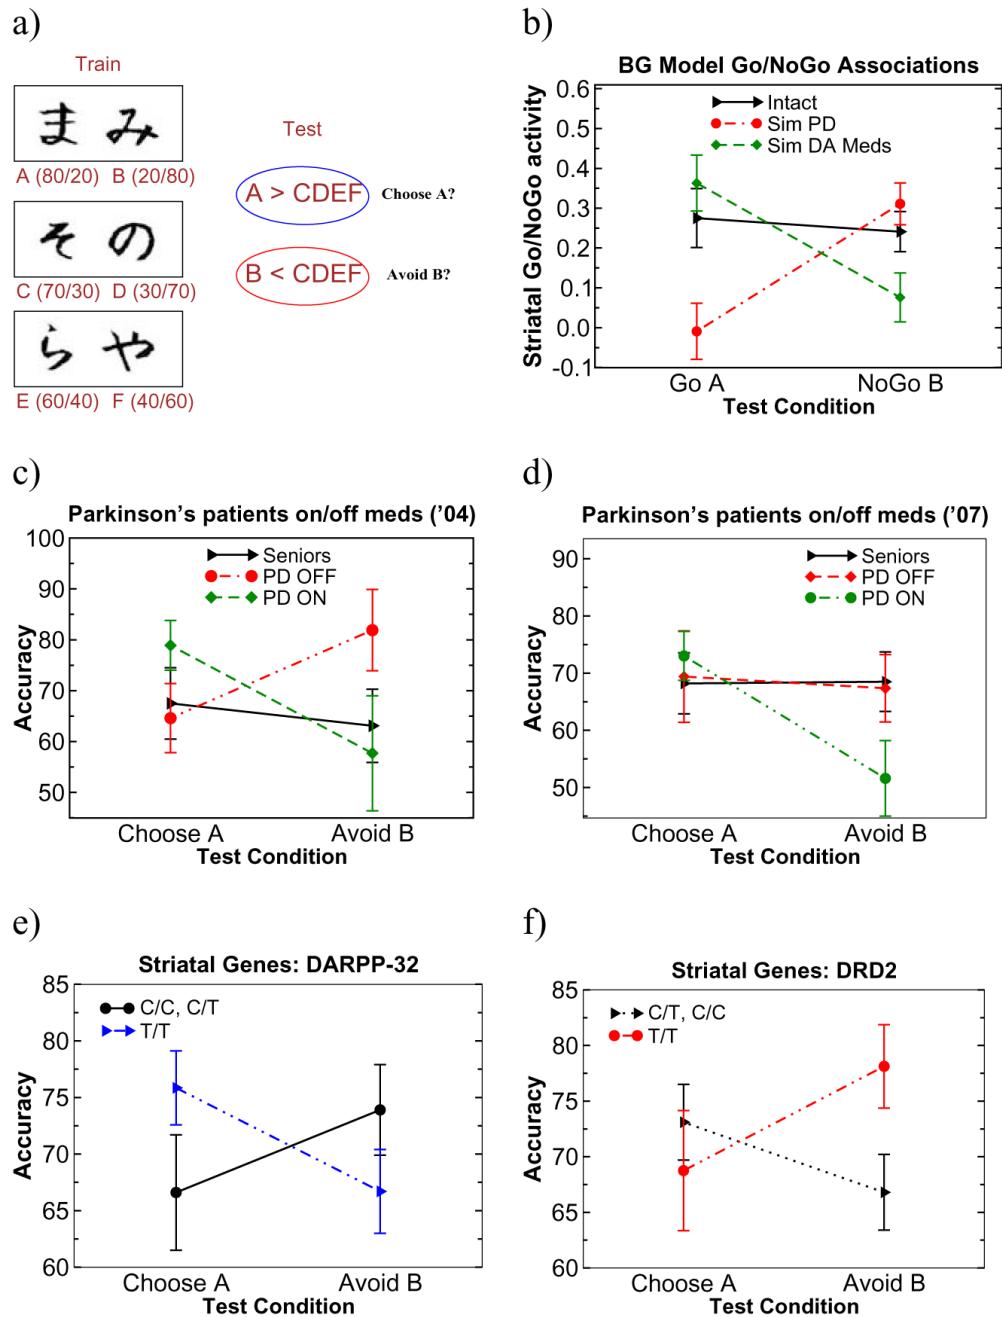 a)
Train
まみ
A (80/20) B (20/80)
その
C (70/30) D (30/70)
らや
E (60/40) F (40/60)
Test
A > CDEF
Choose A?
B < CDEF
Avoid B?
b)
BG Model Go/NoGo Associations
Intact
Sim PD
Sim DA Meds
Striatal Go/NoGo activity
0.6
0.5
0.4
0.3
0.2
0.1
0.0
-0.1
Go A
NoGo B
Test Condition
c)
Parkinson's patients on/off meds ('04)
Seniors
PD OFF
PD ON
Accuracy
100
90
80
70
60
50
Choose A
Avoid B
Test Condition
d)
Parkinson's patients on/off meds ('07)
Seniors
PD OFF
PD ON
Accuracy
90
80
70
60
50
Choose A
Avoid B
Test Condition
e)
Striatal Genes: DARPP-32
C/C, C/T
T/T
Accuracy
85
80
75
70
65
60
Choose A
Avoid B
Test Condition
f)
Striatal Genes: DRD2
C/T, C/C
T/T
Accuracy
85
80
75
70
65
60
Choose A
Avoid B
Test Condition